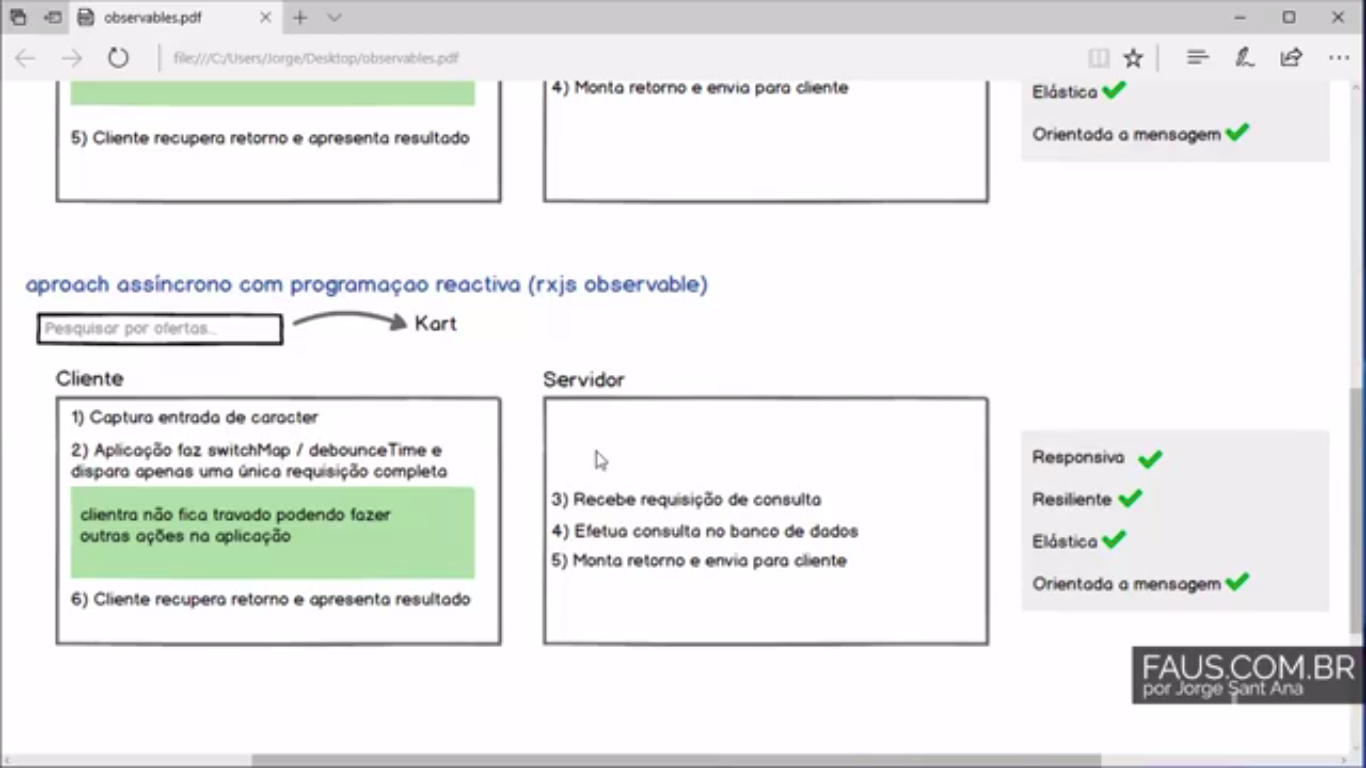 observables.pdf
file:///C:/Users/Jorge/Desktop/observables.pdf
4) Monta retorno e envia para cliente
5) Cliente recupera retorno e apresenta resultado
Elástica
Orientada a mensagem
aproach assíncrono com programaçao reactiva (rxjs observable)
Pesquisar por ofertas...
Kart
Cliente
1) Captura entrada de caracter
2) Aplicação faz switchMap / debounceTime e
dispara apenas uma única requisição completa
clientra não fica travado podendo fazer
outras ações na aplicação
6) Cliente recupera retorno e apresenta resultado
Servidor
3) Recebe requisição de consulta
4) Efetua consulta no banco de dados
5) Monta retorno e envia para cliente
Responsiva
Resiliente
Elástica
Orientada a mensagem
FAUS.COM.BR
por Jorge Sant Ana